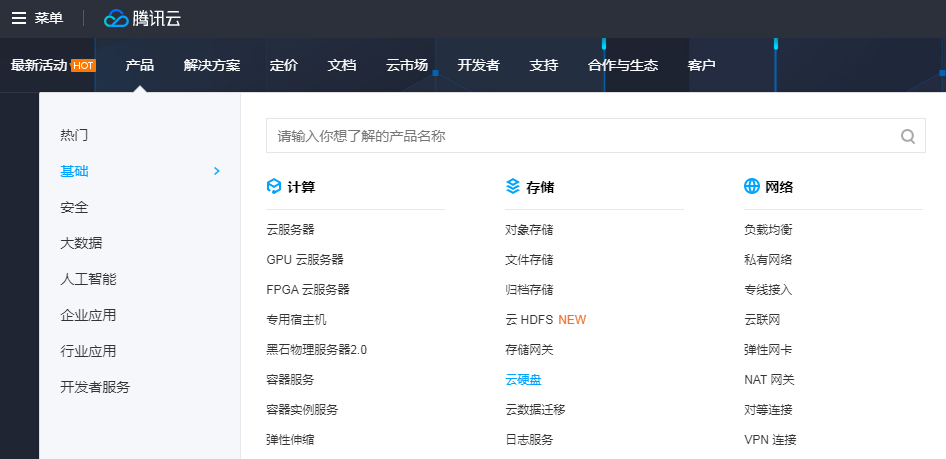 菜单 腾讯云
最新活动 HOT 产品 解决方案 定价 文档 云市场 开发者 支持 合作与生态 客户
热门
基础
安全
大数据
人工智能
企业应用
行业应用
开发者服务
请输入你想了解的产品名称
计算
云服务器
GPU 云服务器
FPGA 云服务器
专用宿主机
黑石物理服务器2.0
容器服务
容器实例服务
弹性伸缩
存储
对象存储
文件存储
归档存储
云 HDFS NEW
存储网关
云硬盘
云数据迁移
日志服务
网络
负载均衡
私有网络
专线接入
云联网
弹性网卡
NAT 网关
对等连接
VPN 连接